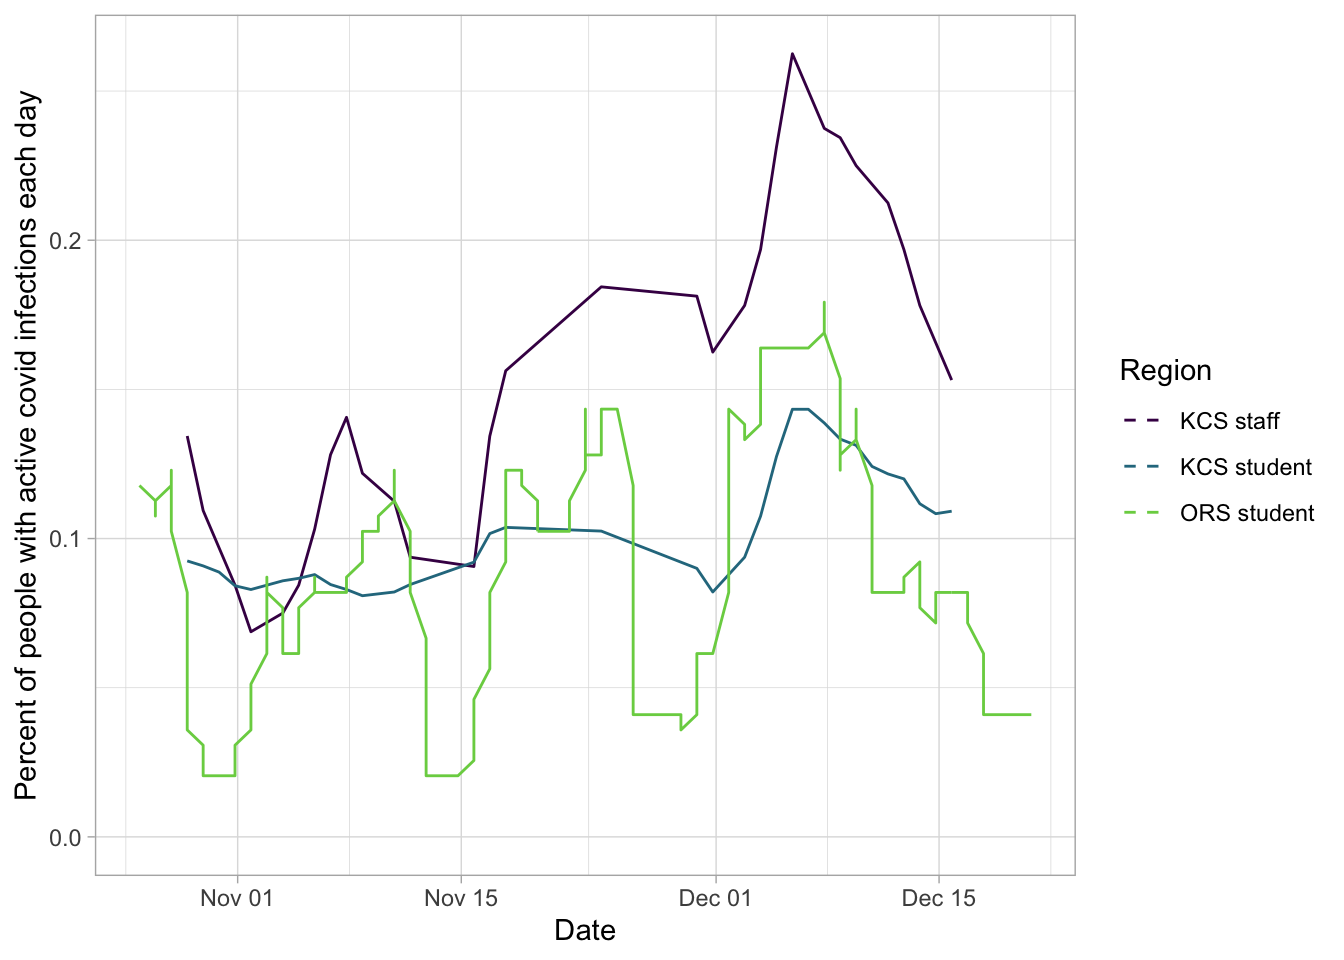 Percent of people with active covid infections each day
0.2
0.1
0.0
Nov 01
Nov 15
Dec 01
Dec 15
Date
Region
KCS staff
KCS student
ORS student